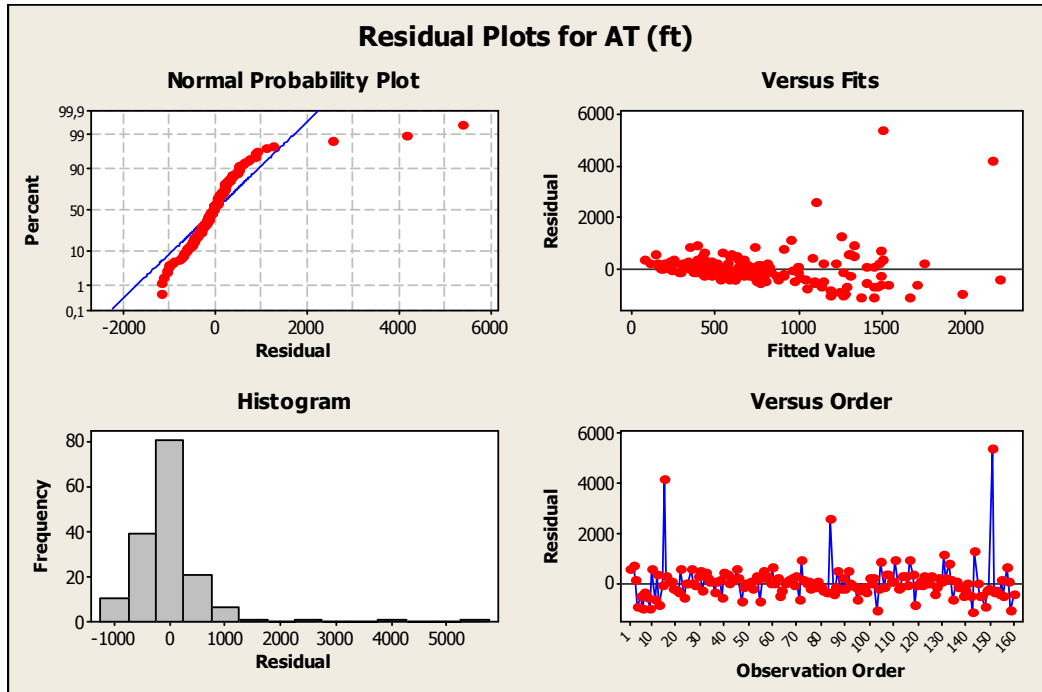 Residual Plots for AT (ft)
Normal Probability Plot
99,9
99
90
50
10
1
0,1
Percent
-2000 0 2000 4000 6000
Residual
Versus Fits
6000
4000
2000
0
Residual
0 500 1000 1500 2000
Fitted Value
Histogram
80
60
40
20
0
Frequency
-1000 0 1000 2000 3000 4000 5000
Residual
Versus Order
6000
4000
2000
0
Residual
1 10 20 30 40 50 60 70 80 90 100 110 120 130 140 150 160
Observation Order